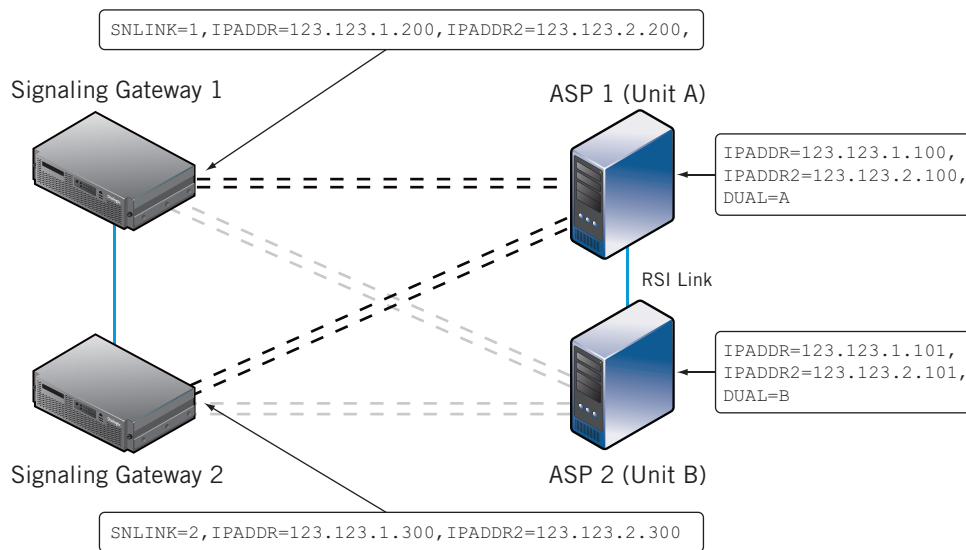 SNLINK=1,IPADDR=123.123.1.200,IPADDR2=123.123.2.200,
Signaling Gateway 1
ASP 1 (Unit A)
IPADDR=123.123.1.100,
IPADDR2=123.123.2.100,
DUAL=A
RSI Link
IPADDR=123.123.1.101,
IPADDR2=123.123.2.101,
DUAL=B
Signaling Gateway 2
ASP 2 (Unit B)
SNLINK=2,IPADDR=123.123.1.300,IPADDR2=123.123.2.300